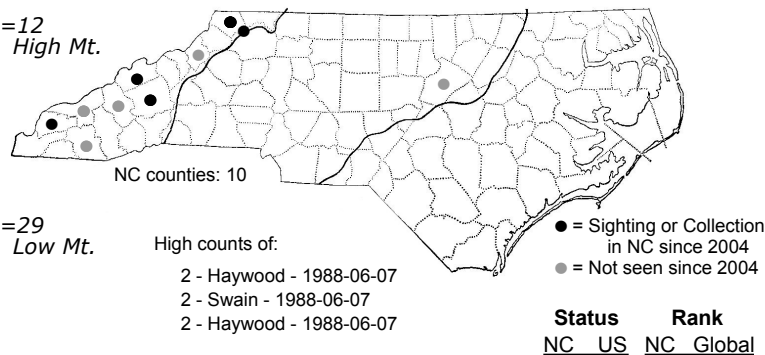 =12
High Mt.
NC counties: 10
=29
Low Mt.
High counts of:
2 - Haywood - 1988-06-07
2 - Swain - 1988-06-07
2 - Haywood - 1988-06-07
= Sighting or Collection
in NC since 2004
= Not seen since 2004
Status Rank
NC US NC Global